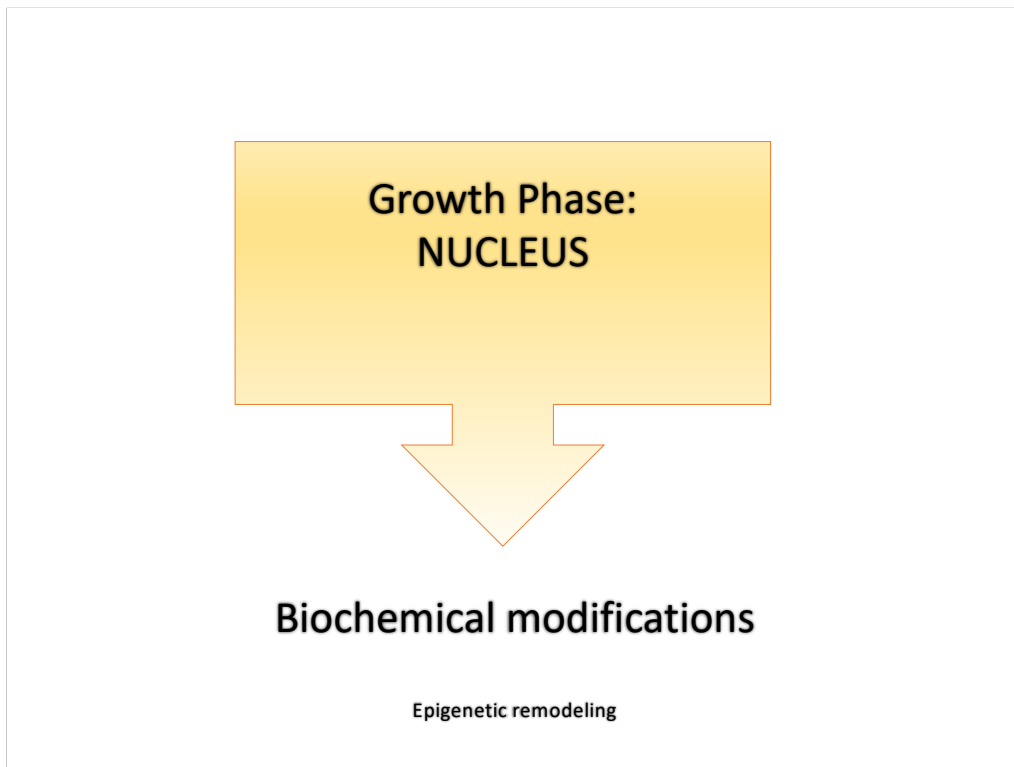 Growth Phase:
NUCLEUS
Biochemical modifications
Epigenetic remodeling